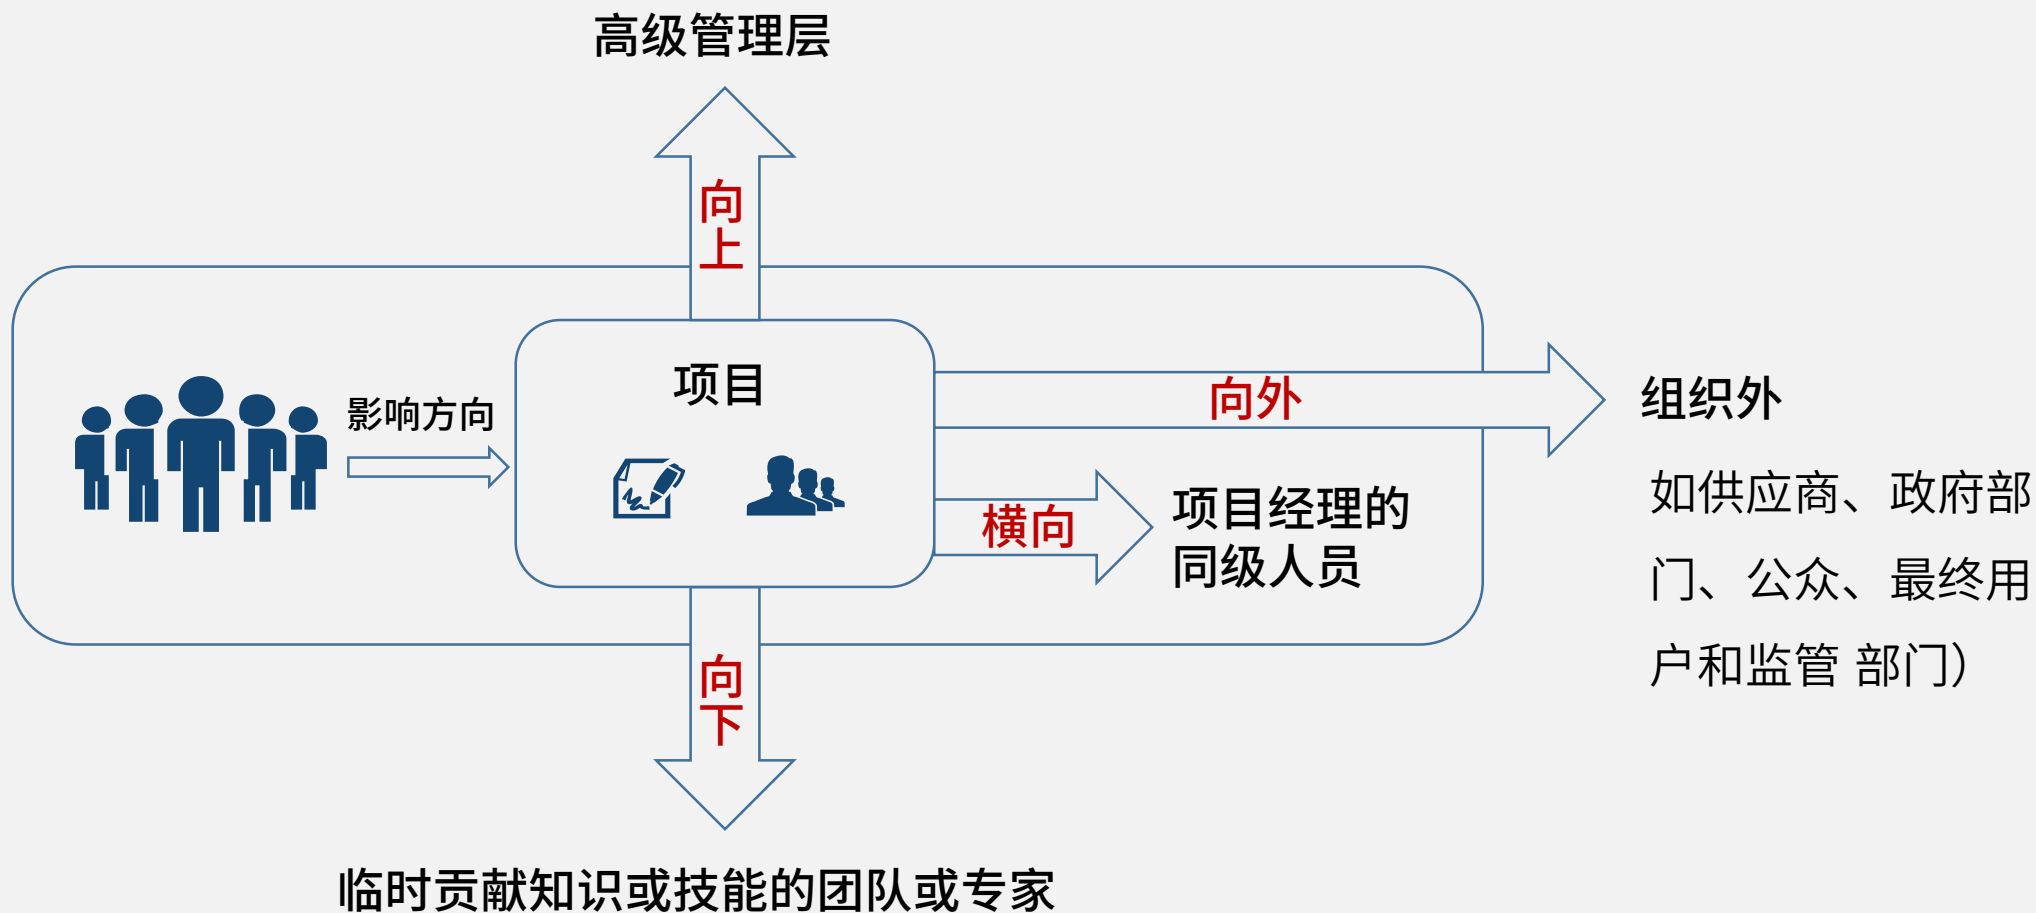 高级管理层
向
上
项目
影响方向
向外
组织外
横向
项目经理的
同级人员
如供应商、政府部
门、公众、最终用
户和监管 部门）
向
下
临时贡献知识或技能的团队或专家